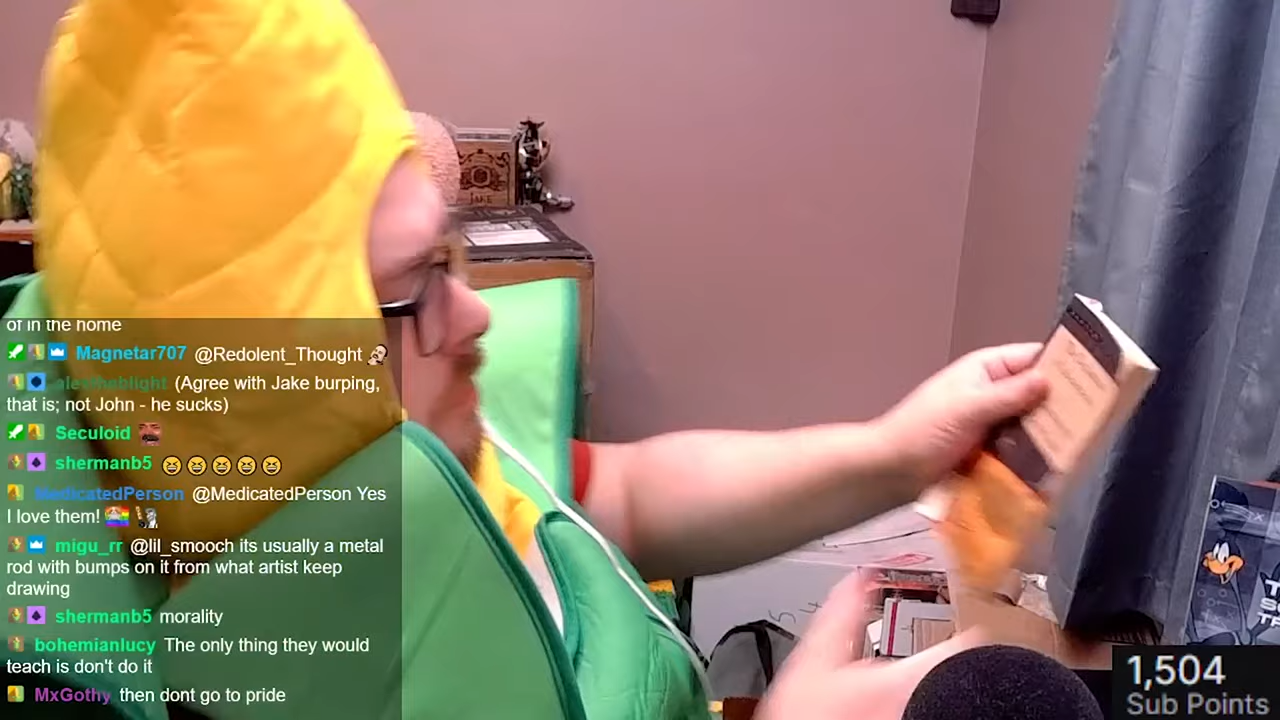 of in the home
Magnetar707 @Redolent_Thought
(Agree with Jake burping,
that is; not John - he sucks)
Seculoid
shermanb5
MedicatedPerson @MedicatedPerson Yes
I love them!
migu_rr @lil_smooch its usually a metal
rod with bumps on it from what artist keep
drawing
shermanb5 morality
bohemianlucy The only thing they would
teach is don't do it
MxGothy then dont go to pride
JAKE
1,504
Sub Points